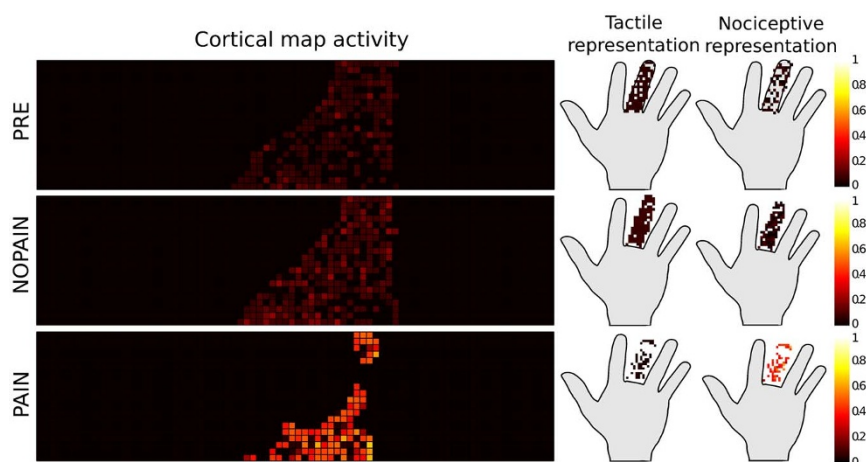 Cortical map activity
Tactile
representation
Nociceptive
representation
PRE
1
0.8
0.6
0.4
0.2
0
NOPAIN
1
0.8
0.6
0.4
0.2
0
PAIN
1
0.8
0.6
0.4
0.2
0